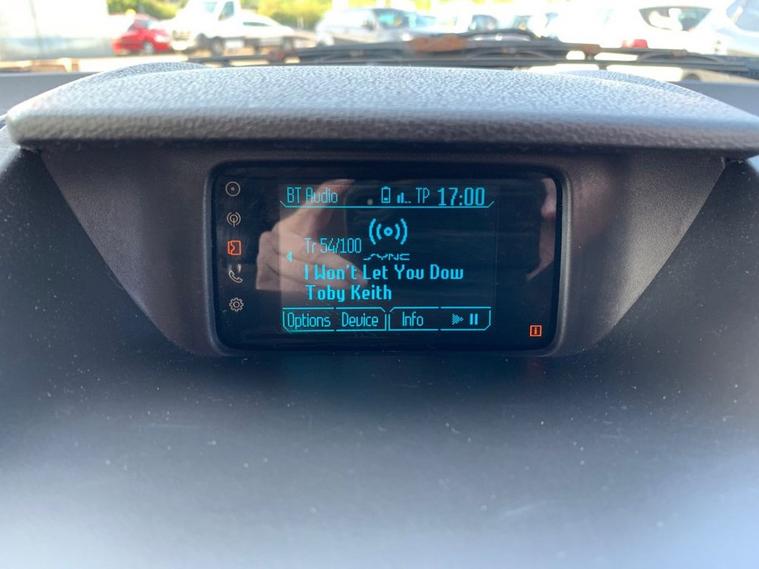 BT Audio TP 17:00
Tr 54/100
SYNC
I Won't Let You Dow
Toby Keith
Options Device Info